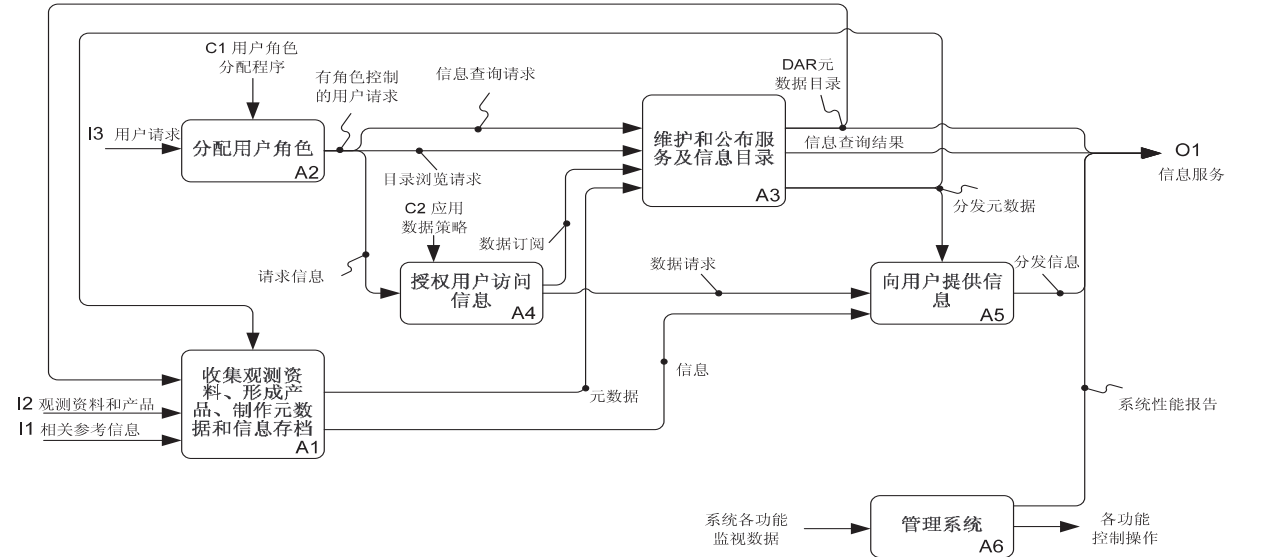 C1 用户角色
分配程序
有角色控制
的用户请求
信息查询请求
DAR元
数据目录
I3 用户请求
分配用户角色
A2
目录浏览请求
维护和公布服
务及信息目录
A3
信息查询结果
O1
信息服务
C2 应用
数据策略
数据订阅
分发元数据
请求信息
授权用户访问
信息
A4
数据请求
向用户提供信
息
A5
分发信息
收集观测资
料、形成产
品、制作元数
据和信息存档
A1
I2 观测资料和产品
I1 相关参考信息
元数据
信息
系统性能报告
系统各功能
监视数据
管理系统
A6
各功能
控制操作